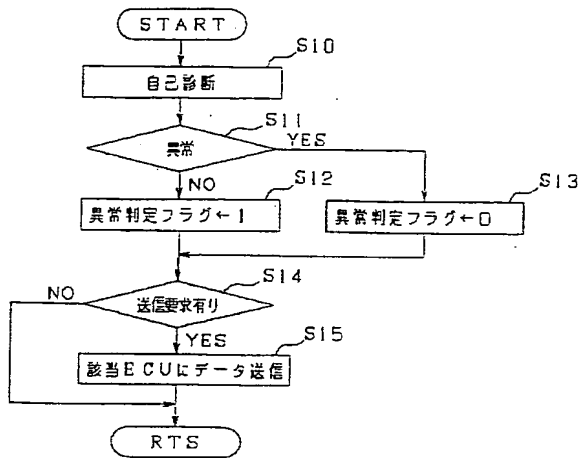 START
S10
自己診断
S11
異常
YES
NO
S12
異常判定フラグ←1
S13
異常判定フラグ←0
S14
送信要求有り
NO
YES
S15
該当ECUにデータ送信
RTS